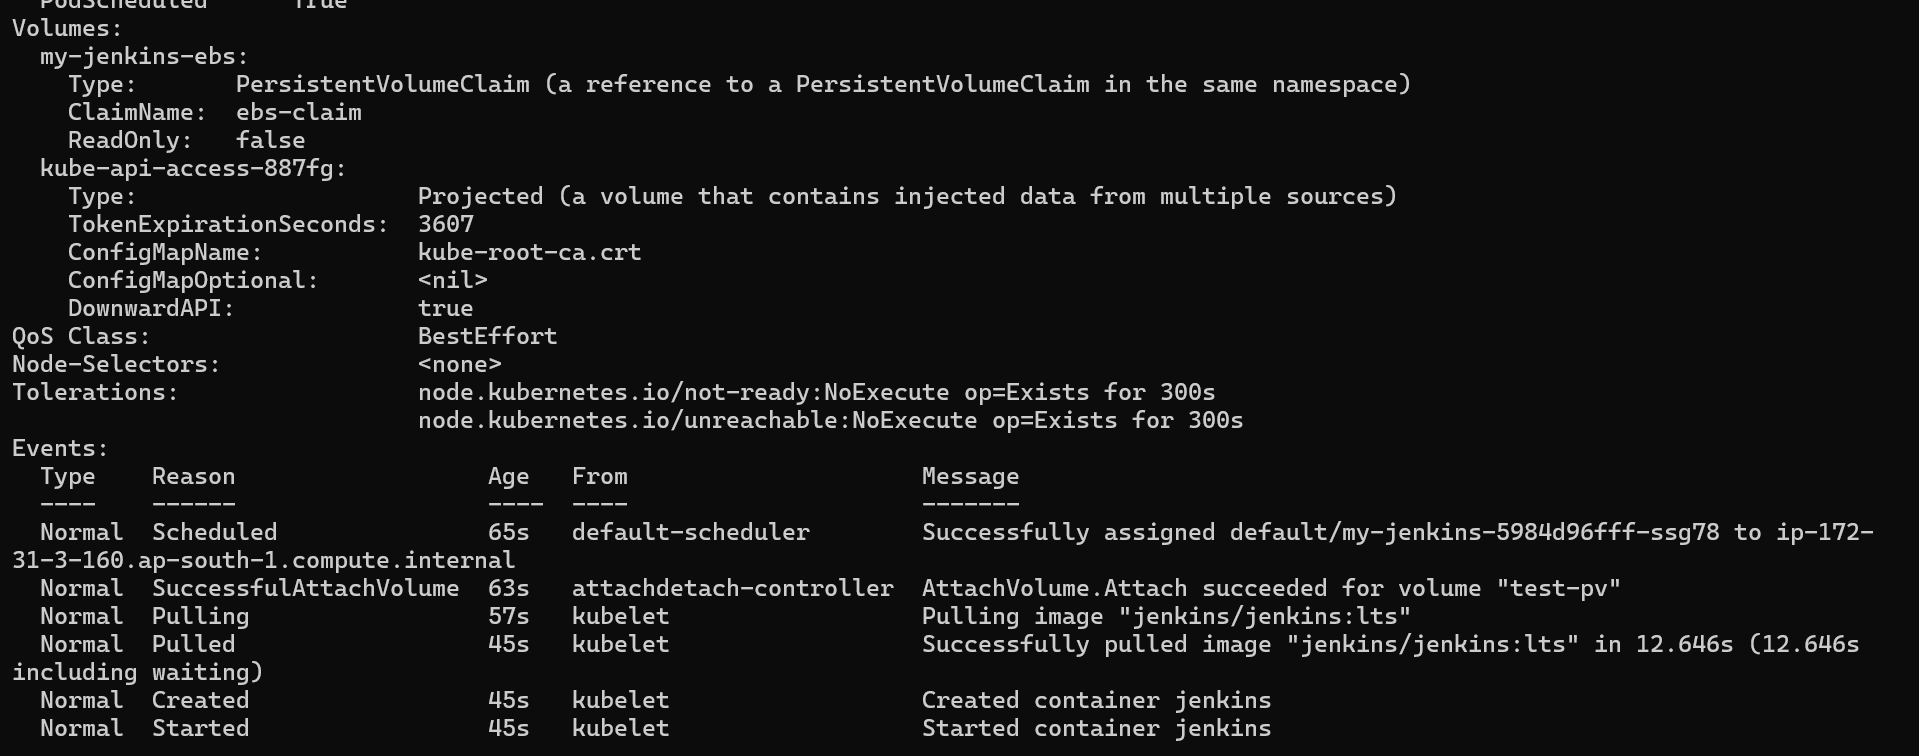 PodScheduled      True
Volumes:
  my-jenkins-ebs:
    Type:       PersistentVolumeClaim (a reference to a PersistentVolumeClaim in the same namespace)
    ClaimName:  ebs-claim
    ReadOnly:   false
  kube-api-access-887fg:
    Type:                    Projected (a volume that contains injected data from multiple sources)
    TokenExpirationSeconds:  3607
    ConfigMapName:           kube-root-ca.crt
    ConfigMapOptional:       <nil>
    DownwardAPI:             true
QoS Class:                   BestEffort
Node-Selectors:              <none>
Tolerations:                 node.kubernetes.io/not-ready:NoExecute op=Exists for 300s
                             node.kubernetes.io/unreachable:NoExecute op=Exists for 300s
Events:
  Type    Reason                  Age   From                     Message
  ----    ------                  ----  ----                     -------
  Normal  Scheduled               65s   default-scheduler        Successfully assigned default/my-jenkins-5984d96fff-ssg78 to ip-172-
31-3-160.ap-south-1.compute.internal
  Normal  SuccessfulAttachVolume  63s   attachdetach-controller  AttachVolume.Attach succeeded for volume "test-pv"
  Normal  Pulling                 57s   kubelet                  Pulling image "jenkins/jenkins:lts"
  Normal  Pulled                  45s   kubelet                  Successfully pulled image "jenkins/jenkins:lts" in 12.646s (12.646s
including waiting)
  Normal  Created                 45s   kubelet                  Created container jenkins
  Normal  Started                 45s   kubelet                  Started container jenkins